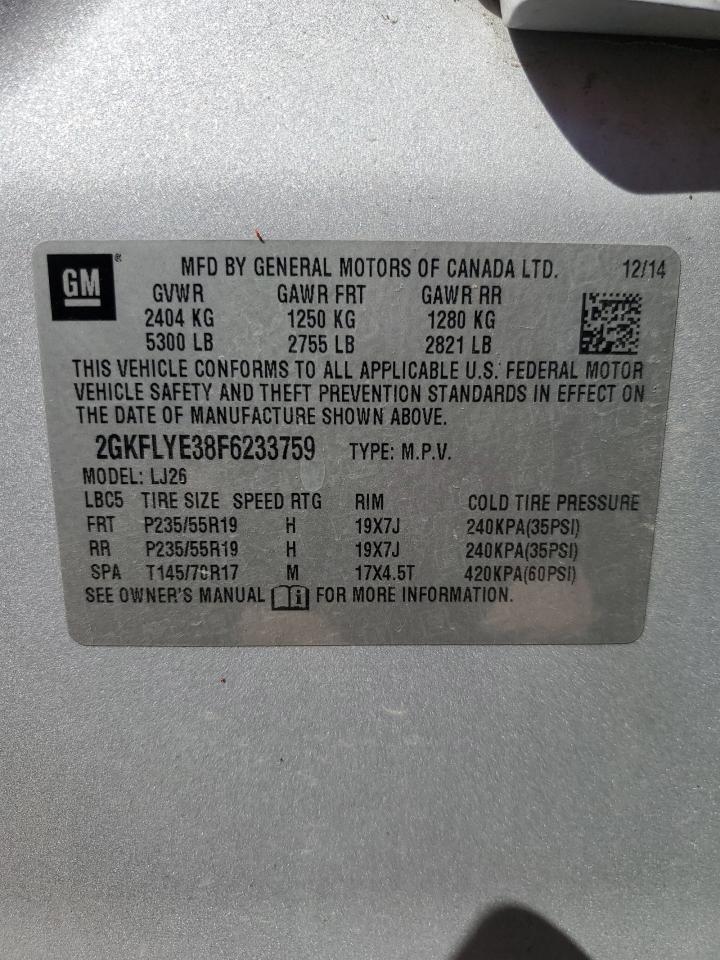 GM ®
MFD BY GENERAL MOTORS OF CANADA LTD. 12/14
GVWR GAWR FRT GAWR RR
2404 KG 1250 KG 1280 KG
5300 LB 2755 LB 2821 LB
THIS VEHICLE CONFORMS TO ALL APPLICABLE U.S. FEDERAL MOTOR
VEHICLE SAFETY AND THEFT PREVENTION STANDARDS IN EFFECT ON
THE DATE OF MANUFACTURE SHOWN ABOVE.
2GKFLYE38F6233759 TYPE: M.P.V.
MODEL: LJ26
LBC5 TIRE SIZE SPEED RTG RIM COLD TIRE PRESSURE
FRT P235/55R19 H 19X7J 240KPA(35PSI)
RR P235/55R19 H 19X7J 240KPA(35PSI)
SPA T145/70R17 M 17X4.5T 420KPA(60PSI)
SEE OWNER'S MANUAL i FOR MORE INFORMATION.